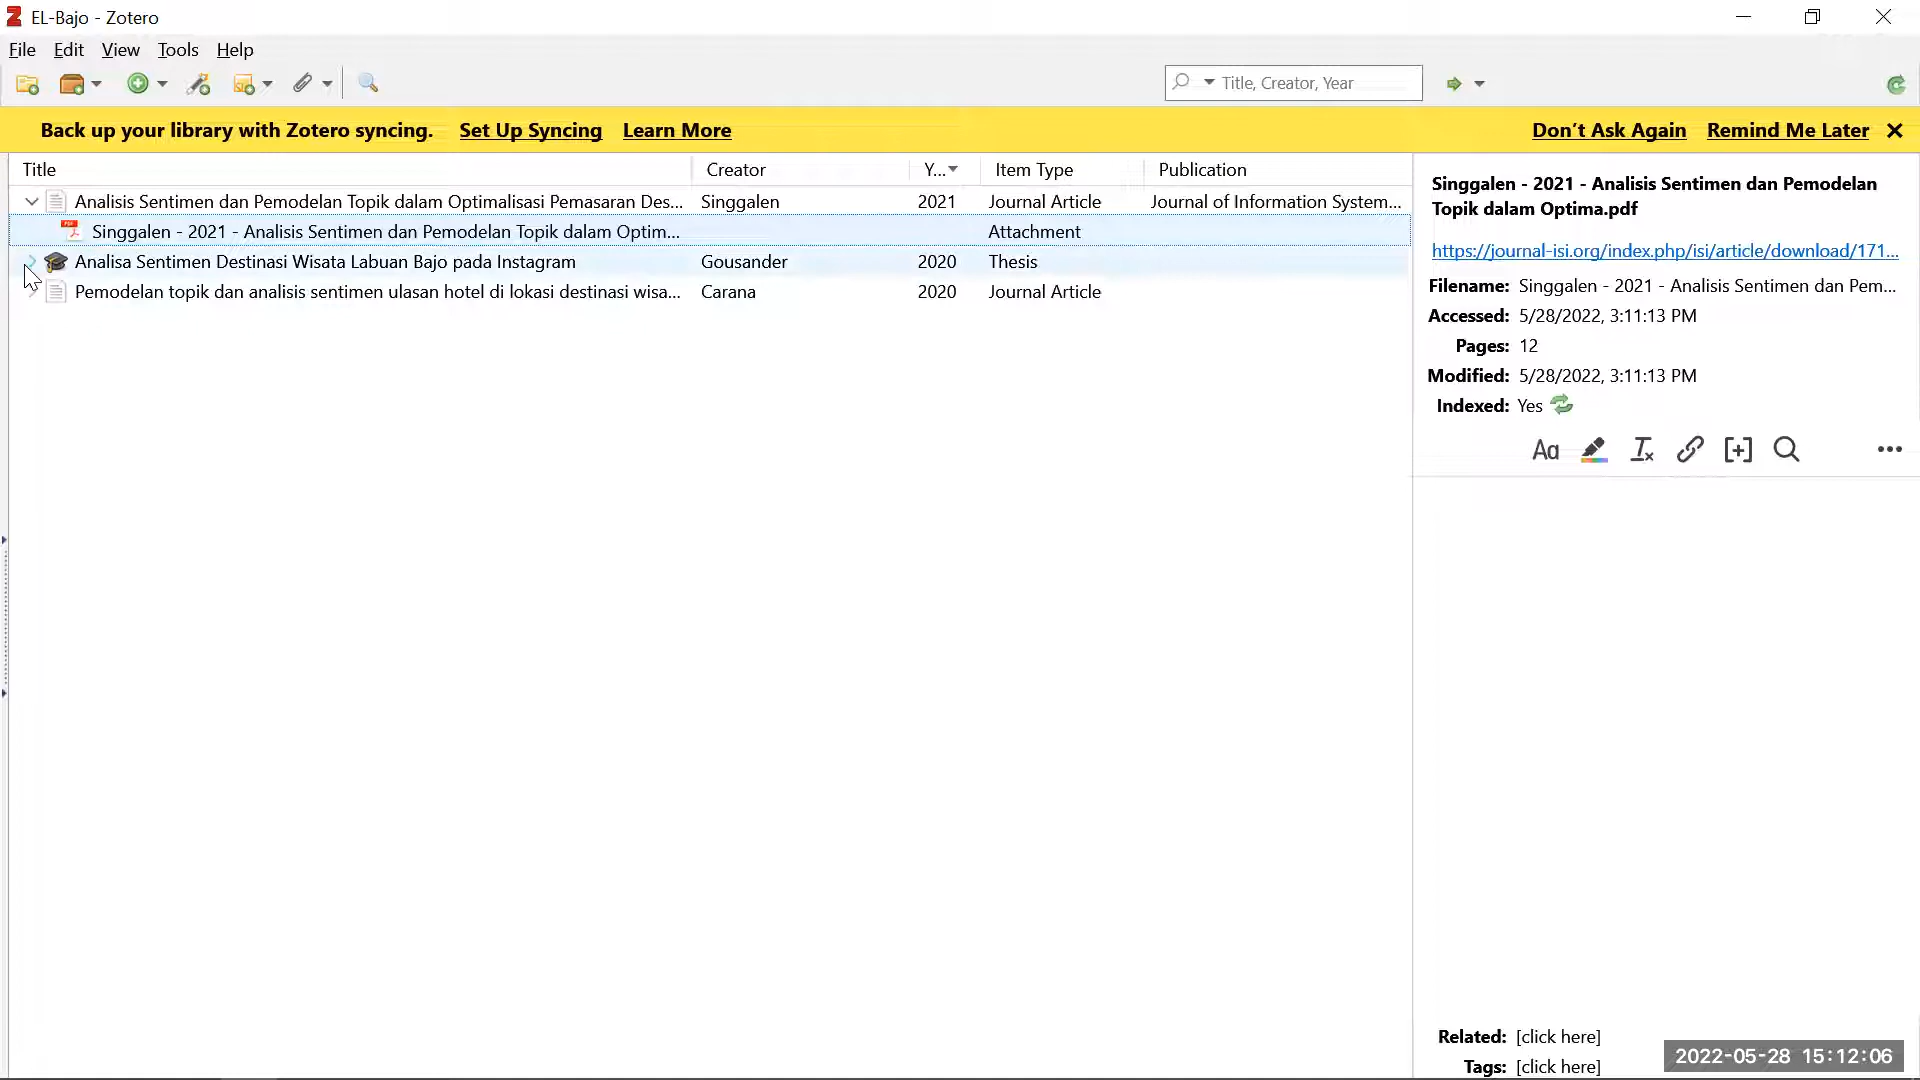 EL-Bajo - Zotero
File Edit View Tools Help
Title, Creator, Year
Back up your library with Zotero syncing. Set Up Syncing Learn More Don't Ask Again Remind Me Later
Title Creator Y... Item Type Publication
Analisis Sentimen dan Pemodelan Topik dalam Optimalisasi Pemasaran Des... Singgalen 2021 Journal Article Journal of Information System...
Singgalen - 2021 - Analisis Sentimen dan Pemodelan Topik dalam Optim... Attachment
Analisa Sentimen Destinasi Wisata Labuan Bajo pada Instagram Gousander 2020 Thesis
Pemodelan topik dan analisis sentimen ulasan hotel di lokasi destinasi wisa... Carana 2020 Journal Article
Singgalen - 2021 - Analisis Sentimen dan Pemodelan
Topik dalam Optima.pdf
https://journal-isi.org/index.php/isi/article/download/171...
Filename: Singgalen - 2021 - Analisis Sentimen dan Pem...
Accessed: 5/28/2022, 3:11:13 PM
Pages: 12
Modified: 5/28/2022, 3:11:13 PM
Indexed: Yes
Aa
Related: [click here]
Tags: [click here]
2022-05-28 15:12:06